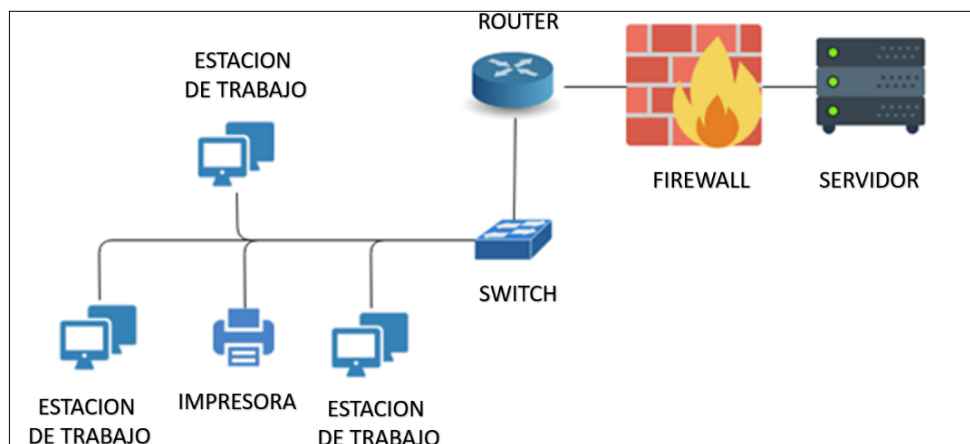 ROUTER
ESTACION
DE TRABAJO
FIREWALL
SERVIDOR
SWITCH
ESTACION
DE TRABAJO
IMPRESORA
ESTACION
DE TRABAJO